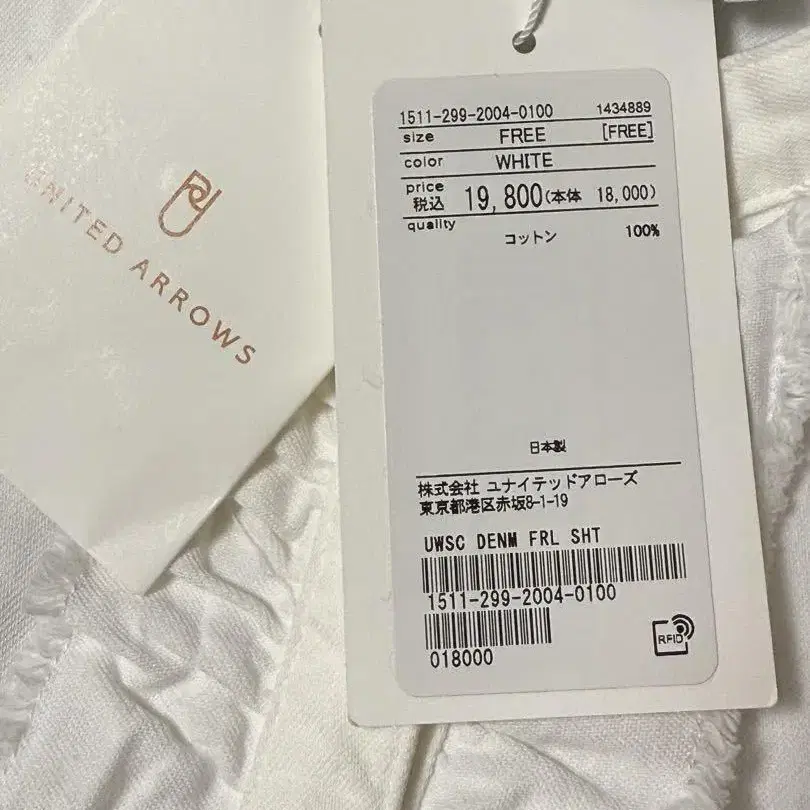 UNITED ARROWS
1511-299-2004-0100 1434889
size FREE [FREE]
color WHITE
price
税込 19,800(本体 18,000)
quality
コットン 100%
日本製
株式会社 ユナイテッドアローズ
東京都港区赤坂8-1-19
UWSC DENM FRL SHT
1511-299-2004-0100
018000
RFID